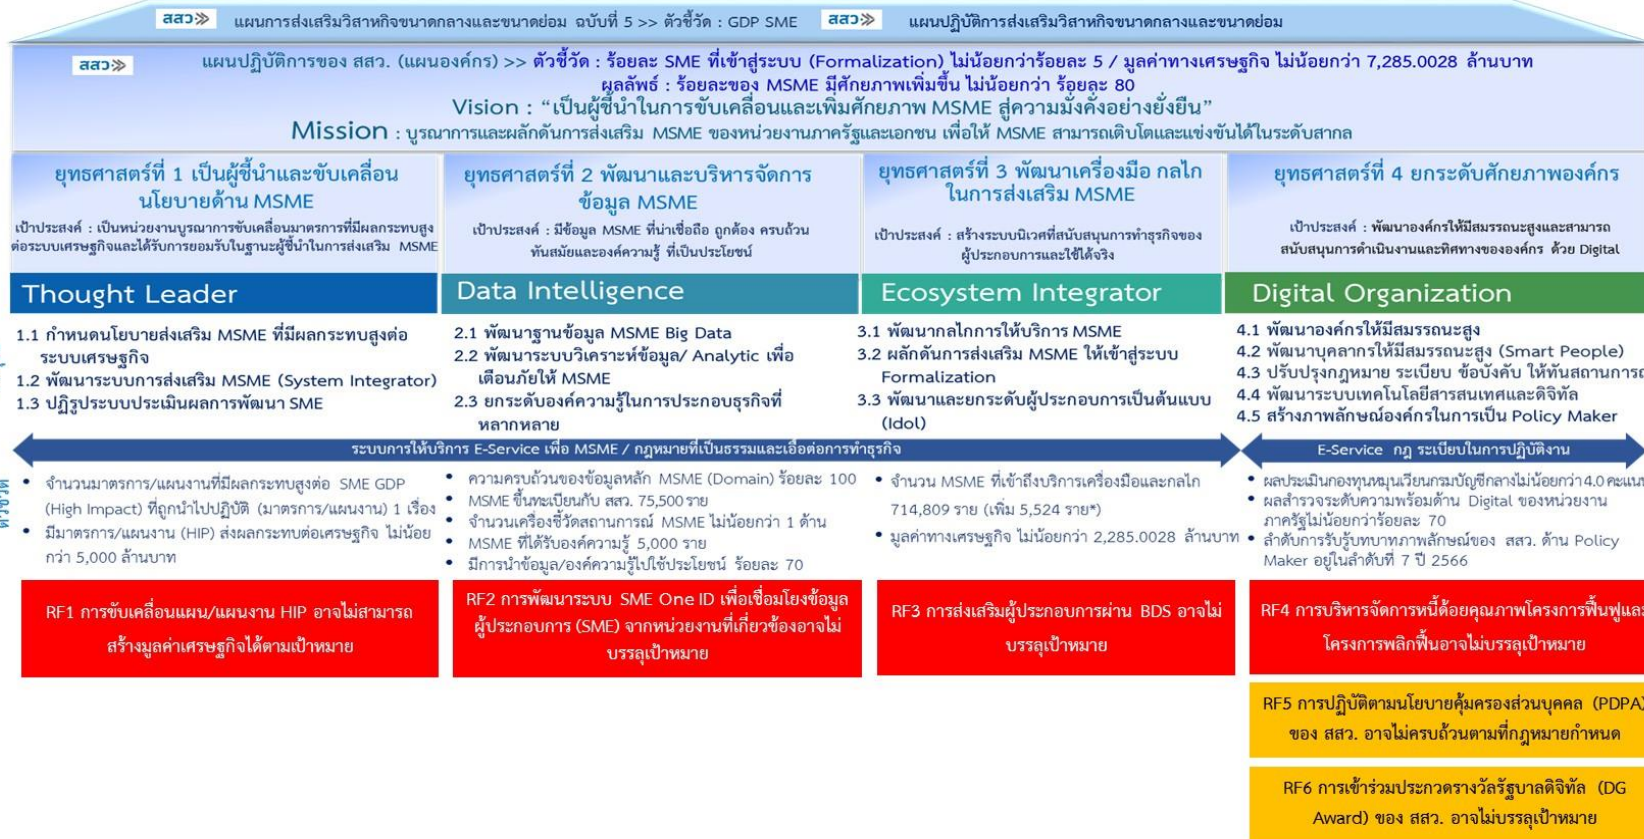 สสว
แผนการส่งเสริมวิสาหกิจขนาดกลางและขนาดย่อม ฉบับที่ 5 >> ตัวชี้วัด : GDP SME
สสว
แผนปฏิบัติการส่งเสริมวิสาหกิจขนาดกลางและขนาดย่อม
สสว
แผนปฏิบัติการของ สสว. (แผนองค์กร) >> ตัวชี้วัด : ร้อยละ SME ที่เข้าสู่ระบบ (Formalization) ไม่น้อยกว่าร้อยละ 5 / มูลค่าทางเศรษฐกิจ ไม่น้อยกว่า 7,285.0028 ล้านบาท
ผลลัพธ์ : ร้อยละของ MSME มีศักยภาพเพิ่มขึ้น ไม่น้อยกว่า ร้อยละ 80
Vision : “เป็นผู้ชี้นำในการขับเคลื่อนและเพิ่มศักยภาพ MSME สู่ความมั่งคั่งอย่างยั่งยืน”
Mission : บูรณาการและผลักดันการส่งเสริม MSME ของหน่วยงานภาครัฐและเอกชน เพื่อให้ MSME สามารถเติบโตและแข่งขันได้ในระดับสากล
ยุทธศาสตร์ที่ 1 เป็นผู้ชี้นำและขับเคลื่อน
นโยบายด้าน MSME
เป้าประสงค์ : เป็นหน่วยงานบูรณาการขับเคลื่อนมาตรการที่มีผลกระทบสูง
ต่อระบบเศรษฐกิจและได้รับการยอมรับในฐานะผู้ชี้นำในการส่งเสริม MSME
Thought Leader
1.1 กำหนดนโยบายส่งเสริม MSME ที่มีผลกระทบสูงต่อ
ระบบเศรษฐกิจ
1.2 พัฒนาระบบการส่งเสริม MSME (System Integrator)
1.3 ปฏิรูประบบประเมินผลการพัฒนา SME
ยุทธศาสตร์ที่ 2 พัฒนาและบริหารจัดการ
ข้อมูล MSME
เป้าประสงค์ : มีข้อมูล MSME ที่น่าเชื่อถือ ถูกต้อง ครบถ้วน
ทันสมัยและองค์ความรู้ ที่เป็นประโยชน์
Data Intelligence
2.1 พัฒนาฐานข้อมูล MSME Big Data
2.2 พัฒนาระบบวิเคราะห์ข้อมูล/ Analytic เพื่อ
เตือนภัยให้ MSME
2.3 ยกระดับองค์ความรู้ในการประกอบธุรกิจที่
หลากหลาย
ยุทธศาสตร์ที่ 3 พัฒนาเครื่องมือ กลไก
ในการส่งเสริม MSME
เป้าประสงค์ : สร้างระบบนิเวศที่สนับสนุนการทำธุรกิจของ
ผู้ประกอบการและใช้ได้จริง
Ecosystem Integrator
3.1 พัฒนากลไกการให้บริการ MSME
3.2 ผลักดันการส่งเสริม MSME ให้เข้าสู่ระบบ
Formalization
3.3 พัฒนาและยกระดับผู้ประกอบการเป็นต้นแบบ
(Idol)
ยุทธศาสตร์ที่ 4 ยกระดับศักยภาพองค์กร
เป้าประสงค์ : พัฒนาองค์กรให้มีสมรรถนะสูงและสามารถ
สนับสนุนการดำเนินงานและทิศทางขององค์กร ด้วย Digital
Digital Organization
4.1 พัฒนาองค์กรให้มีสมรรถนะสูง
4.2 พัฒนาบุคลากรให้มีสมรรถนะสูง (Smart People)
4.3 ปรับปรุงกฎหมาย ระเบียบ ข้อบังคับ ให้ทันสถานการณ
4.4 พัฒนาระบบเทคโนโลยีสารสนเทศและดิจิทัล
4.5 สร้างภาพลักษณ์องค์กรในการเป็น Policy Maker
ระบบการให้บริการ E-Service เพื่อ MSME / กฎหมายที่เป็นธรรมและเอื้อต่อการทำธุรกิจ
E-Service กฎ ระเบียบในการปฏิบัติงาน
ตัวชี้วัด
• จำนวนมาตรการ/แผนงานที่มีผลกระทบสูงต่อ SME GDP
(High Impact) ที่ถูกนำไปปฏิบัติ (มาตรการ/แผนงาน) 1 เรื่อง
• มีมาตรการ/แผนงาน (HIP) ส่งผลกระทบต่อเศรษฐกิจ ไม่น้อย
กว่า 5,000 ล้านบาท
• ความครบถ้วนของข้อมูลหลัก MSME (Domain) ร้อยละ 100
• MSME ขึ้นทะเบียนกับ สสว. 75,500 ราย
• จำนวนเครื่องชี้วัดสถานการณ์ MSME ไม่น้อยกว่า 1 ด้าน
• MSME ที่ได้รับองค์ความรู้ 5,000 ราย
• มีการนำข้อมูล/องค์ความรู้ไปใช้ประโยชน์ ร้อยละ 70
• จำนวน MSME ที่เข้าถึงบริการเครื่องมือและกลไก
714,809 ราย (เพิ่ม 5,524 ราย*)
• มูลค่าทางเศรษฐกิจ ไม่น้อยกว่า 2,285.0028 ล้านบาท
• ผลประเมินกองทุนหมุนเวียนกรมบัญชีกลางไม่น้อยกว่า 4.0 คะแนน
• ผลสำรวจระดับความพร้อมด้าน Digital ของหน่วยงาน
ภาครัฐไม่น้อยกว่าร้อยละ 70
• ลำดับการรับรู้บทบาทภาพลักษณ์ของ สสว. ด้าน Policy
Maker อยู่ในลำดับที่ 7 ปี 2566
RF1 การขับเคลื่อนแผน/แผนงาน HIP อาจไม่สามารถ
สร้างมูลค่าเศรษฐกิจได้ตามเป้าหมาย
RF2 การพัฒนาระบบ SME One ID เพื่อเชื่อมโยงข้อมูล
ผู้ประกอบการ (SME) จากหน่วยงานที่เกี่ยวข้องอาจไม่
บรรลุเป้าหมาย
RF3 การส่งเสริมผู้ประกอบการผ่าน BDS อาจไม่
บรรลุเป้าหมาย
RF4 การบริหารจัดการหนี้ด้อยคุณภาพโครงการฟื้นฟูและ
โครงการพลิกฟื้นอาจไม่บรรลุเป้าหมาย
RF5 การปฏิบัติตามนโยบายคุ้มครองส่วนบุคคล (PDPA)
ของ สสว. อาจไม่ครบถ้วนตามที่กฎหมายกำหนด
RF6 การเข้าร่วมประกวดรางวัลรัฐบาลดิจิทัล (DG
Award) ของ สสว. อาจไม่บรรลุเป้าหมาย